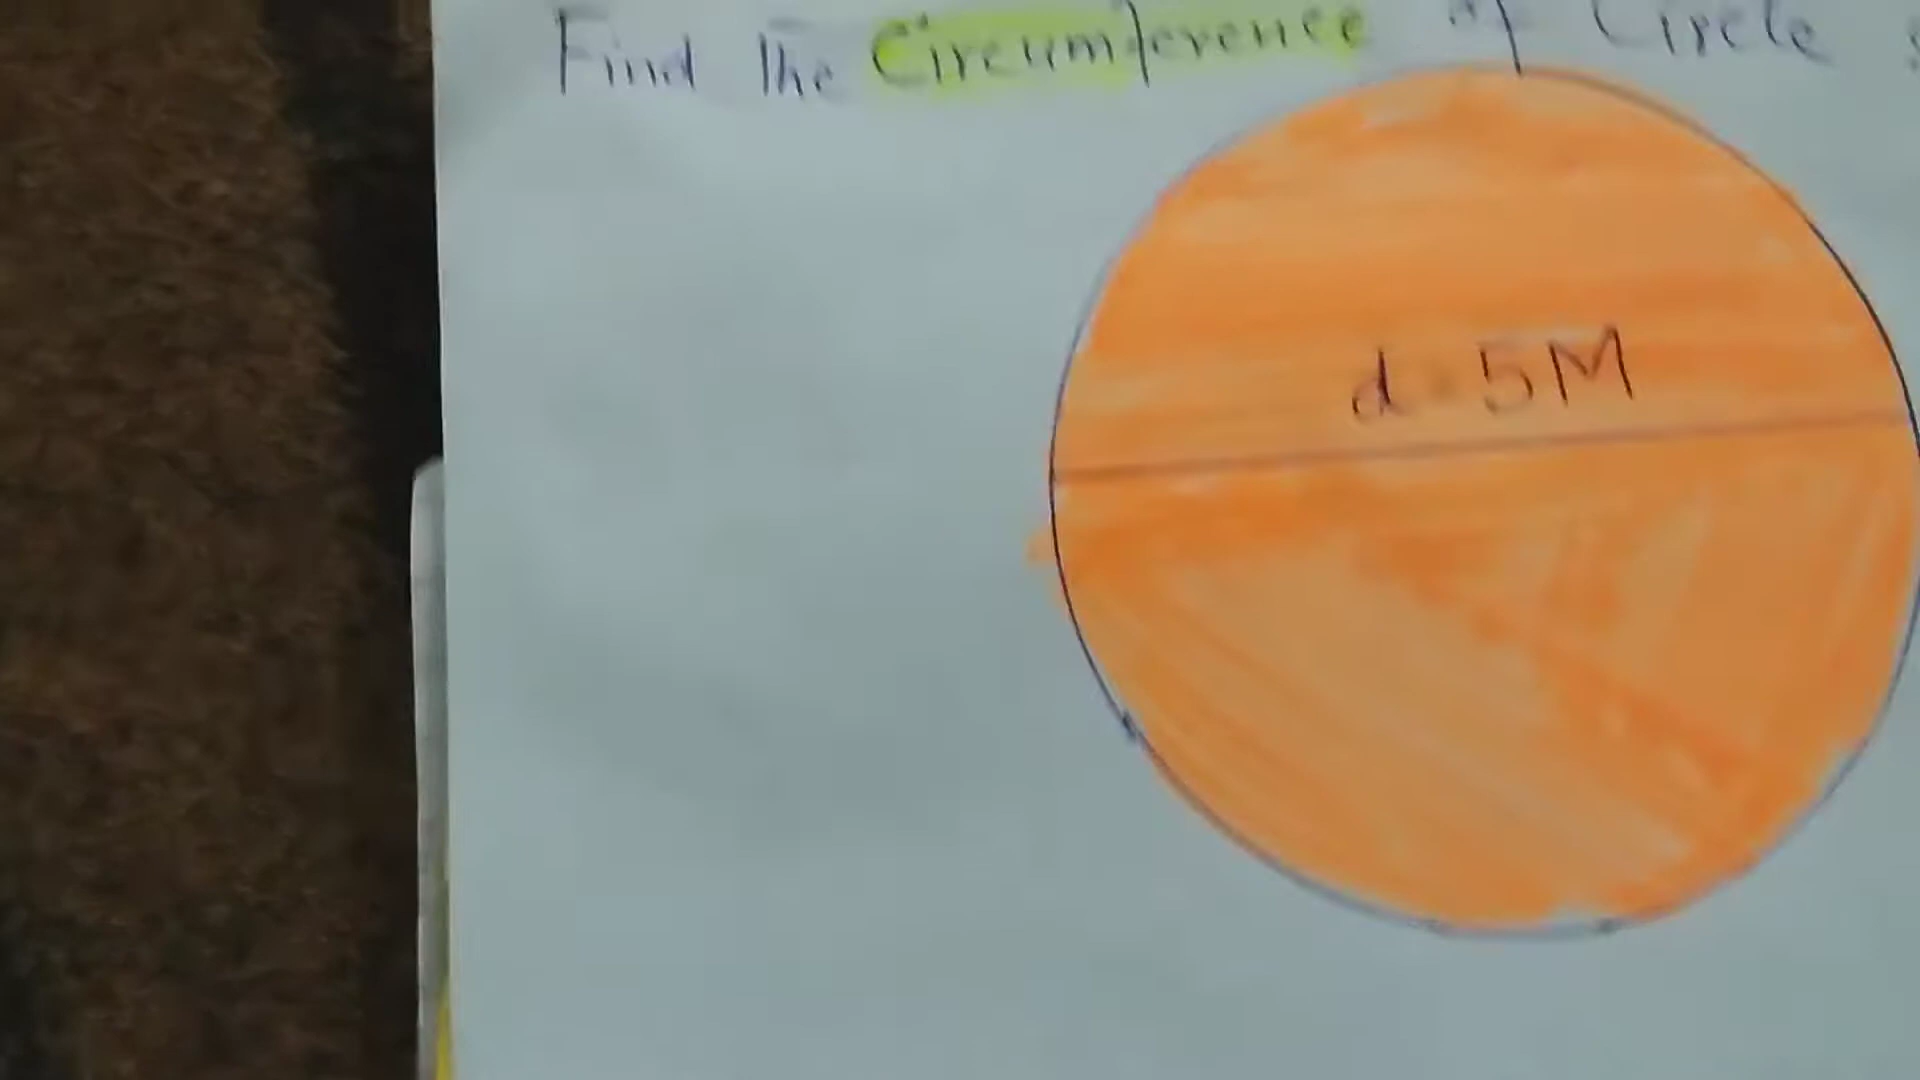 Find The Circumference of Circle
d = 5M